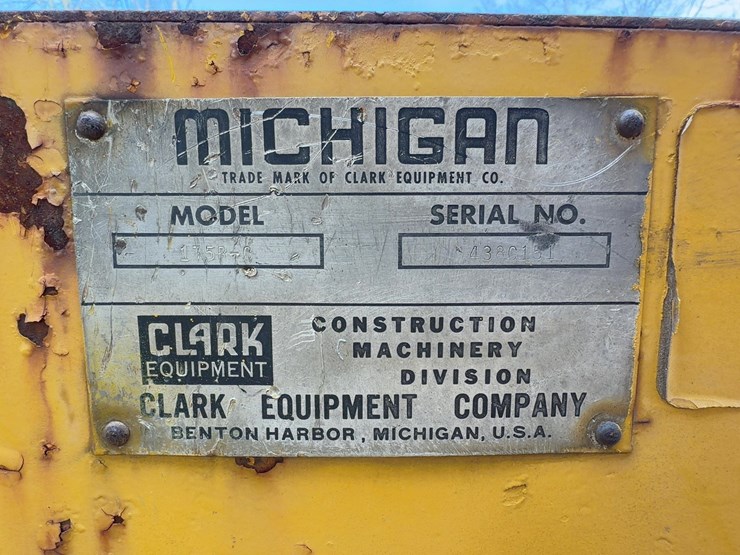 MICHIGAN
TRADE MARK OF CLARK EQUIPMENT CO.
MODEL SERIAL NO.
CLARK
EQUIPMENT
CONSTRUCTION
MACHINERY
DIVISION
CLARK EQUIPMENT COMPANY
BENTON HARBOR, MICHIGAN, U.S.A.